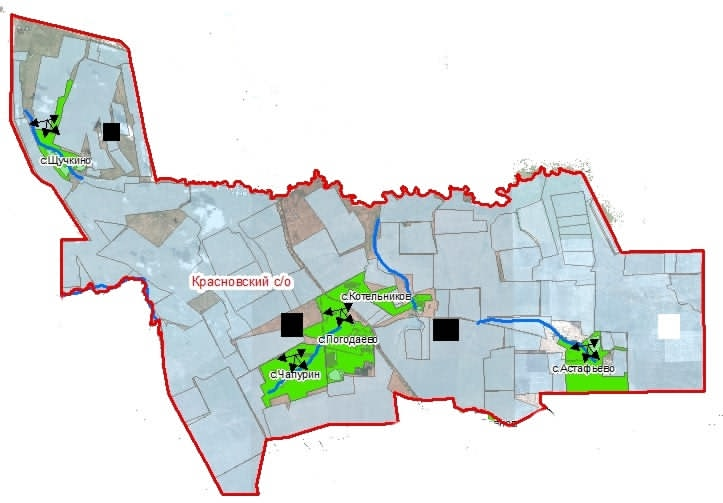 с.Щучкино
Красновский с/о
с.Котельников
с.Погодаево
с.Чапурин
с.Астафьево